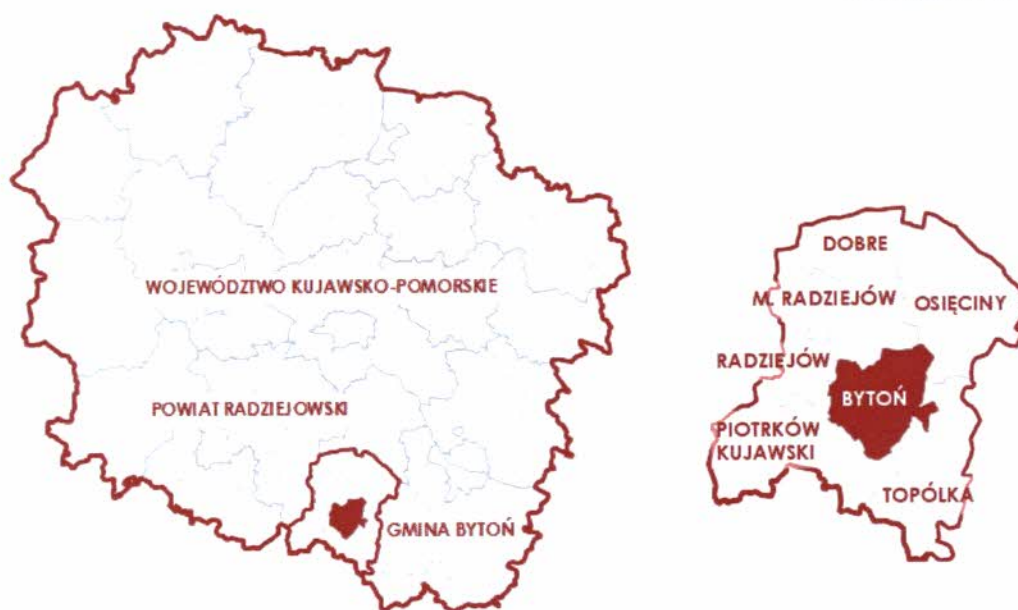 WOJEWÓDZTWO KUJAWSKO-POMORSKIE
POWIAT RADZIEJOWSKI
GMINA BYTOŃ
DOBRE
M. RADZIEJÓW
OSIĘCINY
RADZIEJÓW
BYTOŃ
PIOTRKÓW
KUJAWSKI
TOPÓLKA